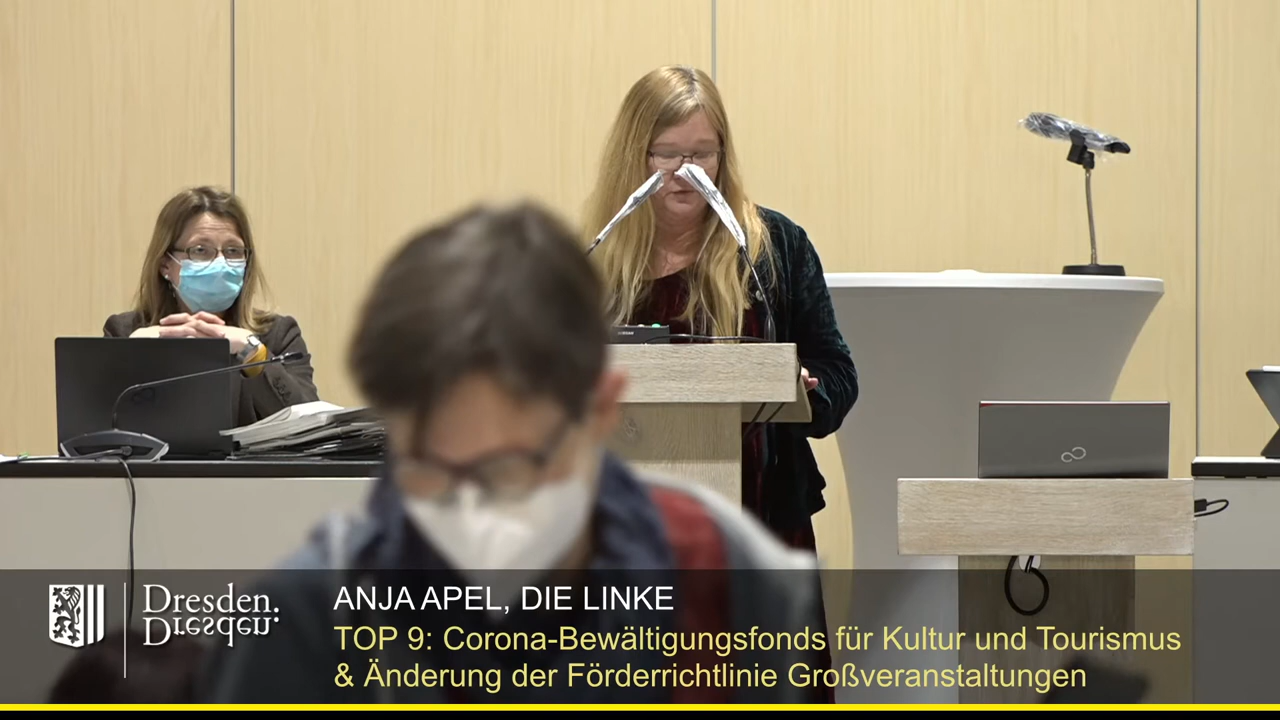 Dresden.
Dresden.
ANJA APEL, DIE LINKE
TOP 9: Corona-Bewältigungsfonds für Kultur und Tourismus
& Änderung der Förderrichtlinie Großveranstaltungen